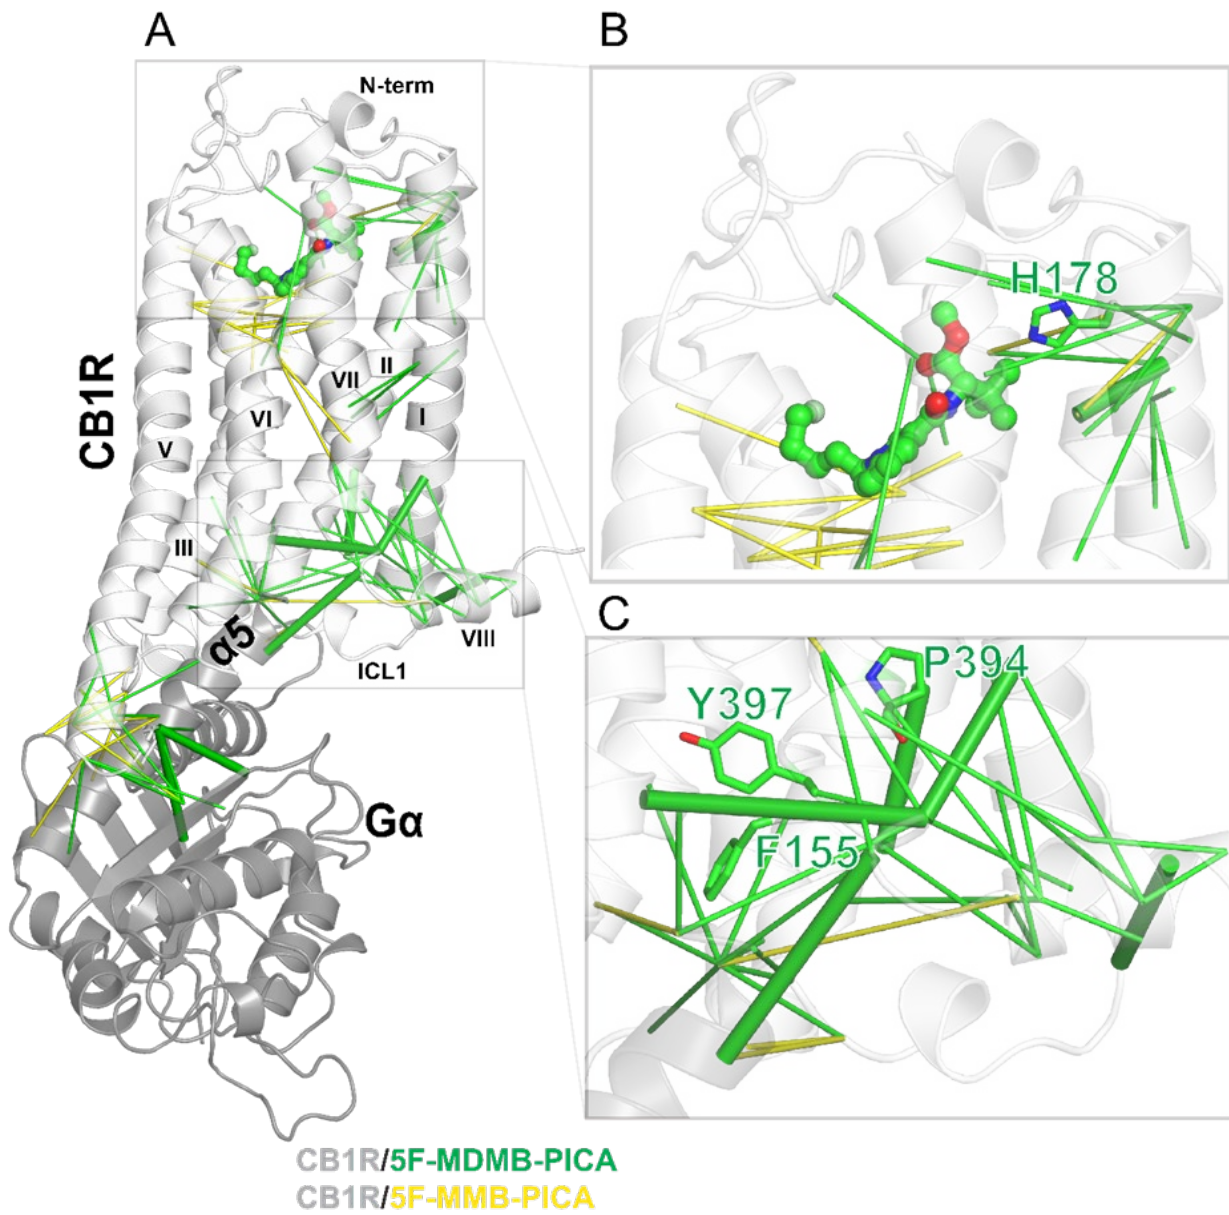 A
B
N-term
H178
CB1R
II
VII
I
VI
V
III
α5
VIII
ICL1
Gα
C
P394
Y397
F155
CB1R/5F-MDMB-PICA
CB1R/5F-MMB-PICA